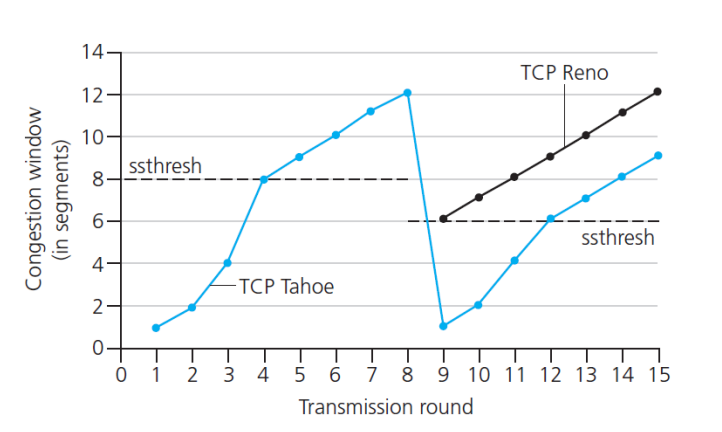 14
12
10
8
6
4
2
0
Congestion window
(in segments)
TCP Reno
ssthresh
ssthresh
TCP Tahoe
0 1 2 3 4 5 6 7 8 9 10 11 12 13 14 15
Transmission round